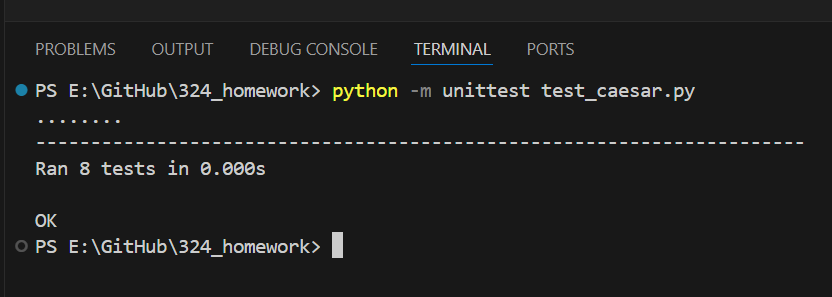 PROBLEMS OUTPUT DEBUG CONSOLE TERMINAL PORTS
PS E:\GitHub\324_homework> python -m unittest test_caesar.py
........
----------------------------------------------------------------------
Ran 8 tests in 0.000s
OK
PS E:\GitHub\324_homework>